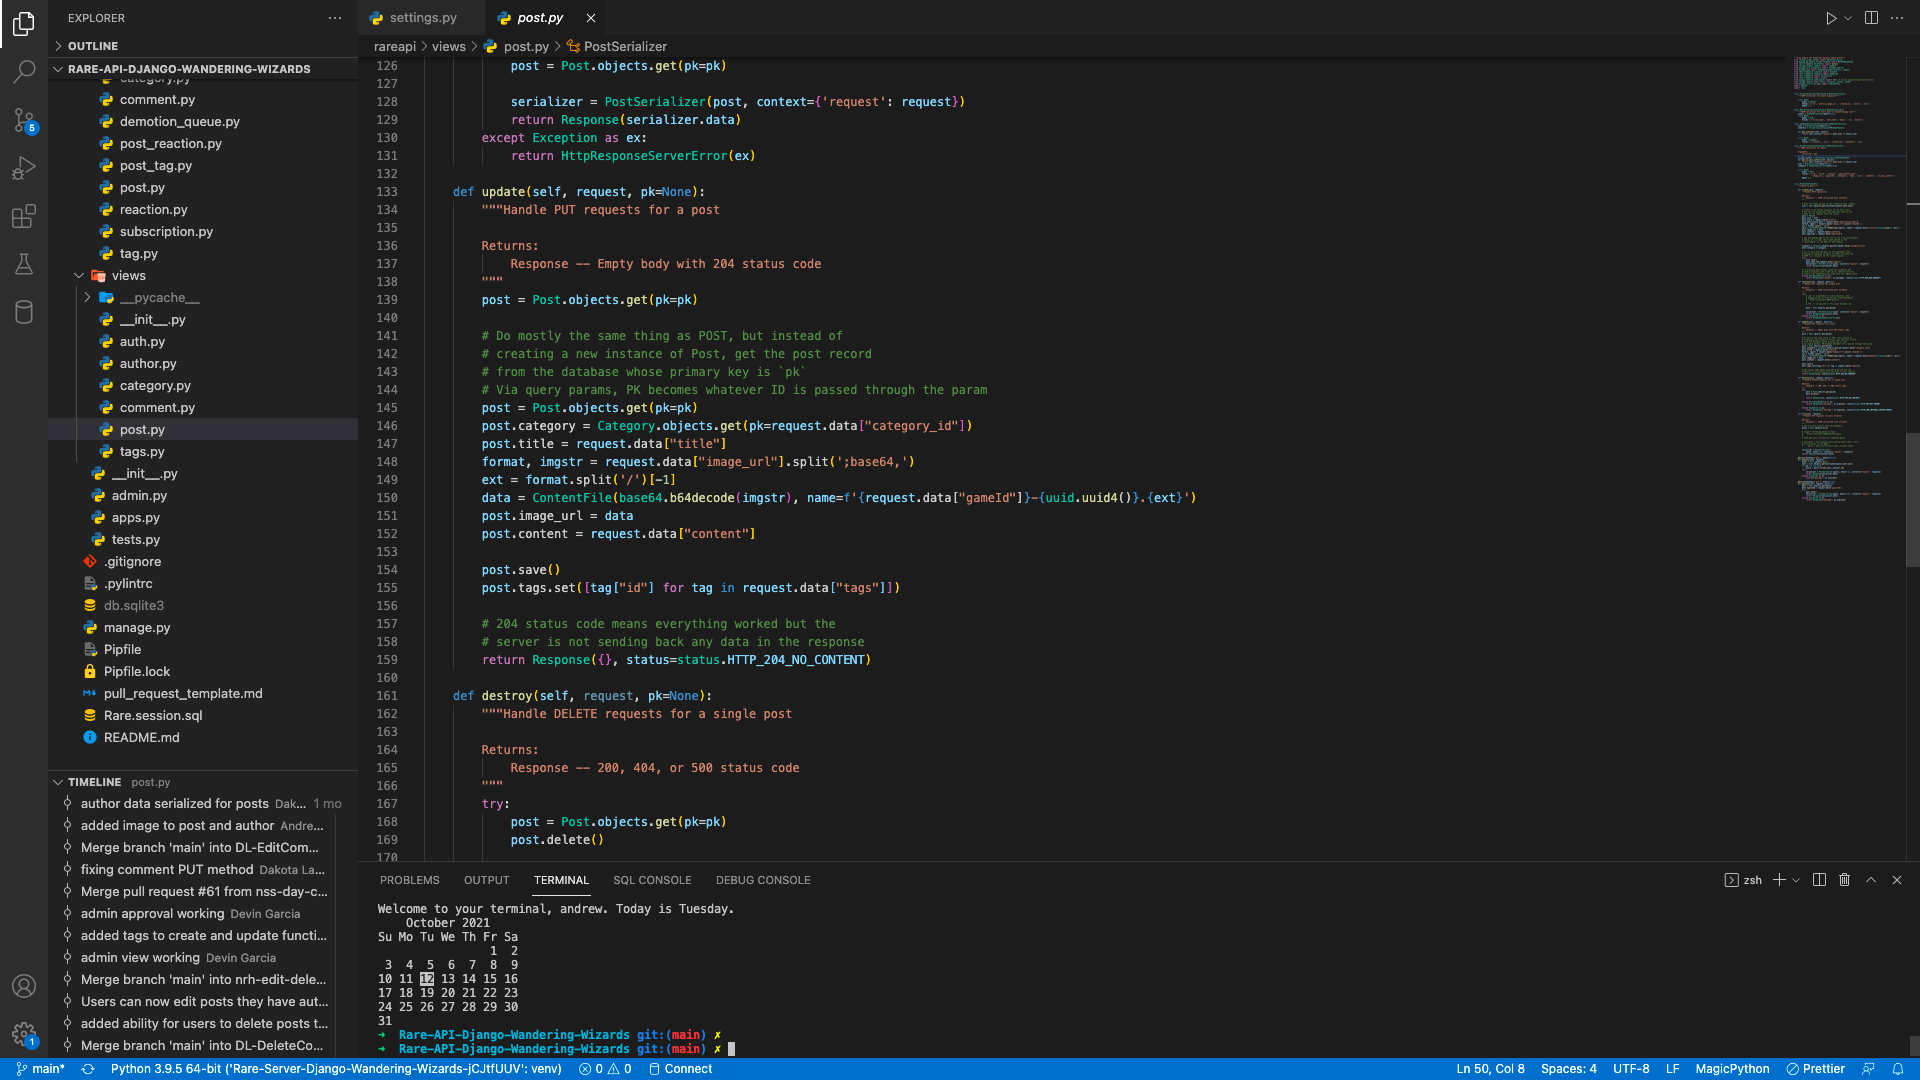 EXPLORER
OUTLINE
RARE-API-DJANGO-WANDERING-WIZARDS
category.py
comment.py
demotion_queue.py
post_reaction.py
post_tag.py
post.py
reaction.py
subscription.py
tag.py
views
__pycache__
__init__.py
auth.py
author.py
category.py
comment.py
post.py
tags.py
__init__.py
admin.py
apps.py
tests.py
.gitignore
.pylintrc
db.sqlite3
manage.py
Pipfile
Pipfile.lock
pull_request_template.md
Rare.session.sql
README.md
TIMELINE post.py
author data serialized for posts Dak... 1 mo
added image to post and author Andre...
Merge branch 'main' into DL-EditCom...
fixing comment PUT method Dakota La...
Merge pull request #61 from nss-day-c...
admin approval working Devin Garcia
added tags to create and update functi...
admin view working Devin Garcia
Merge branch 'main' into nrh-edit-dele...
Users can now edit posts they have aut...
added ability for users to delete posts t...
Merge branch 'main' into DL-DeleteCo...
settings.py
post.py
rareapi > views > post.py > PostSerializer
126 post = Post.objects.get(pk=pk)
127
128 serializer = PostSerializer(post, context={'request': request})
129 return Response(serializer.data)
130 except Exception as ex:
131 return HttpResponseServerError(ex)
132
133 def update(self, request, pk=None):
134 """Handle PUT requests for a post
135
136 Returns:
137 Response -- Empty body with 204 status code
138 """
139 post = Post.objects.get(pk=pk)
140
141 # Do mostly the same thing as POST, but instead of
142 # creating a new instance of Post, get the post record
143 # from the database whose primary key is `pk`
144 # Via query params, PK becomes whatever ID is passed through the param
145 post = Post.objects.get(pk=pk)
146 post.category = Category.objects.get(pk=request.data["category_id"])
147 post.title = request.data["title"]
148 format, imgstr = request.data["image_url"].split(';base64,')
149 ext = format.split('/')[-1]
150 data = ContentFile(base64.b64decode(imgstr), name=f'{request.data["gameId"]}-{uuid.uuid4()}.{ext}')
151 post.image_url = data
152 post.content = request.data["content"]
153
154 post.save()
155 post.tags.set([tag["id"] for tag in request.data["tags"]])
156
157 # 204 status code means everything worked but the
158 # server is not sending back any data in the response
159 return Response({}, status=status.HTTP_204_NO_CONTENT)
160
161 def destroy(self, request, pk=None):
162 """Handle DELETE requests for a single post
163
164 Returns:
165 Response -- 200, 404, or 500 status code
166 """
167 try:
168 post = Post.objects.get(pk=pk)
169 post.delete()
170
PROBLEMS OUTPUT TERMINAL SQL CONSOLE DEBUG CONSOLE
zsh
Welcome to your terminal, andrew. Today is Tuesday.
October 2021
Su Mo Tu We Th Fr Sa
1 2
3 4 5 6 7 8 9
10 11 12 13 14 15 16
17 18 19 20 21 22 23
24 25 26 27 28 29 30
31
➜ Rare-API-Django-Wandering-Wizards git:(main) ✗
➜ Rare-API-Django-Wandering-Wizards git:(main) ✗
5
1
main* Python 3.9.5 64-bit ('Rare-Server-Django-Wandering-Wizards-jCJtfUUV': venv) 0 0 Connect
Ln 50, Col 8 Spaces: 4 UTF-8 LF MagicPython Prettier